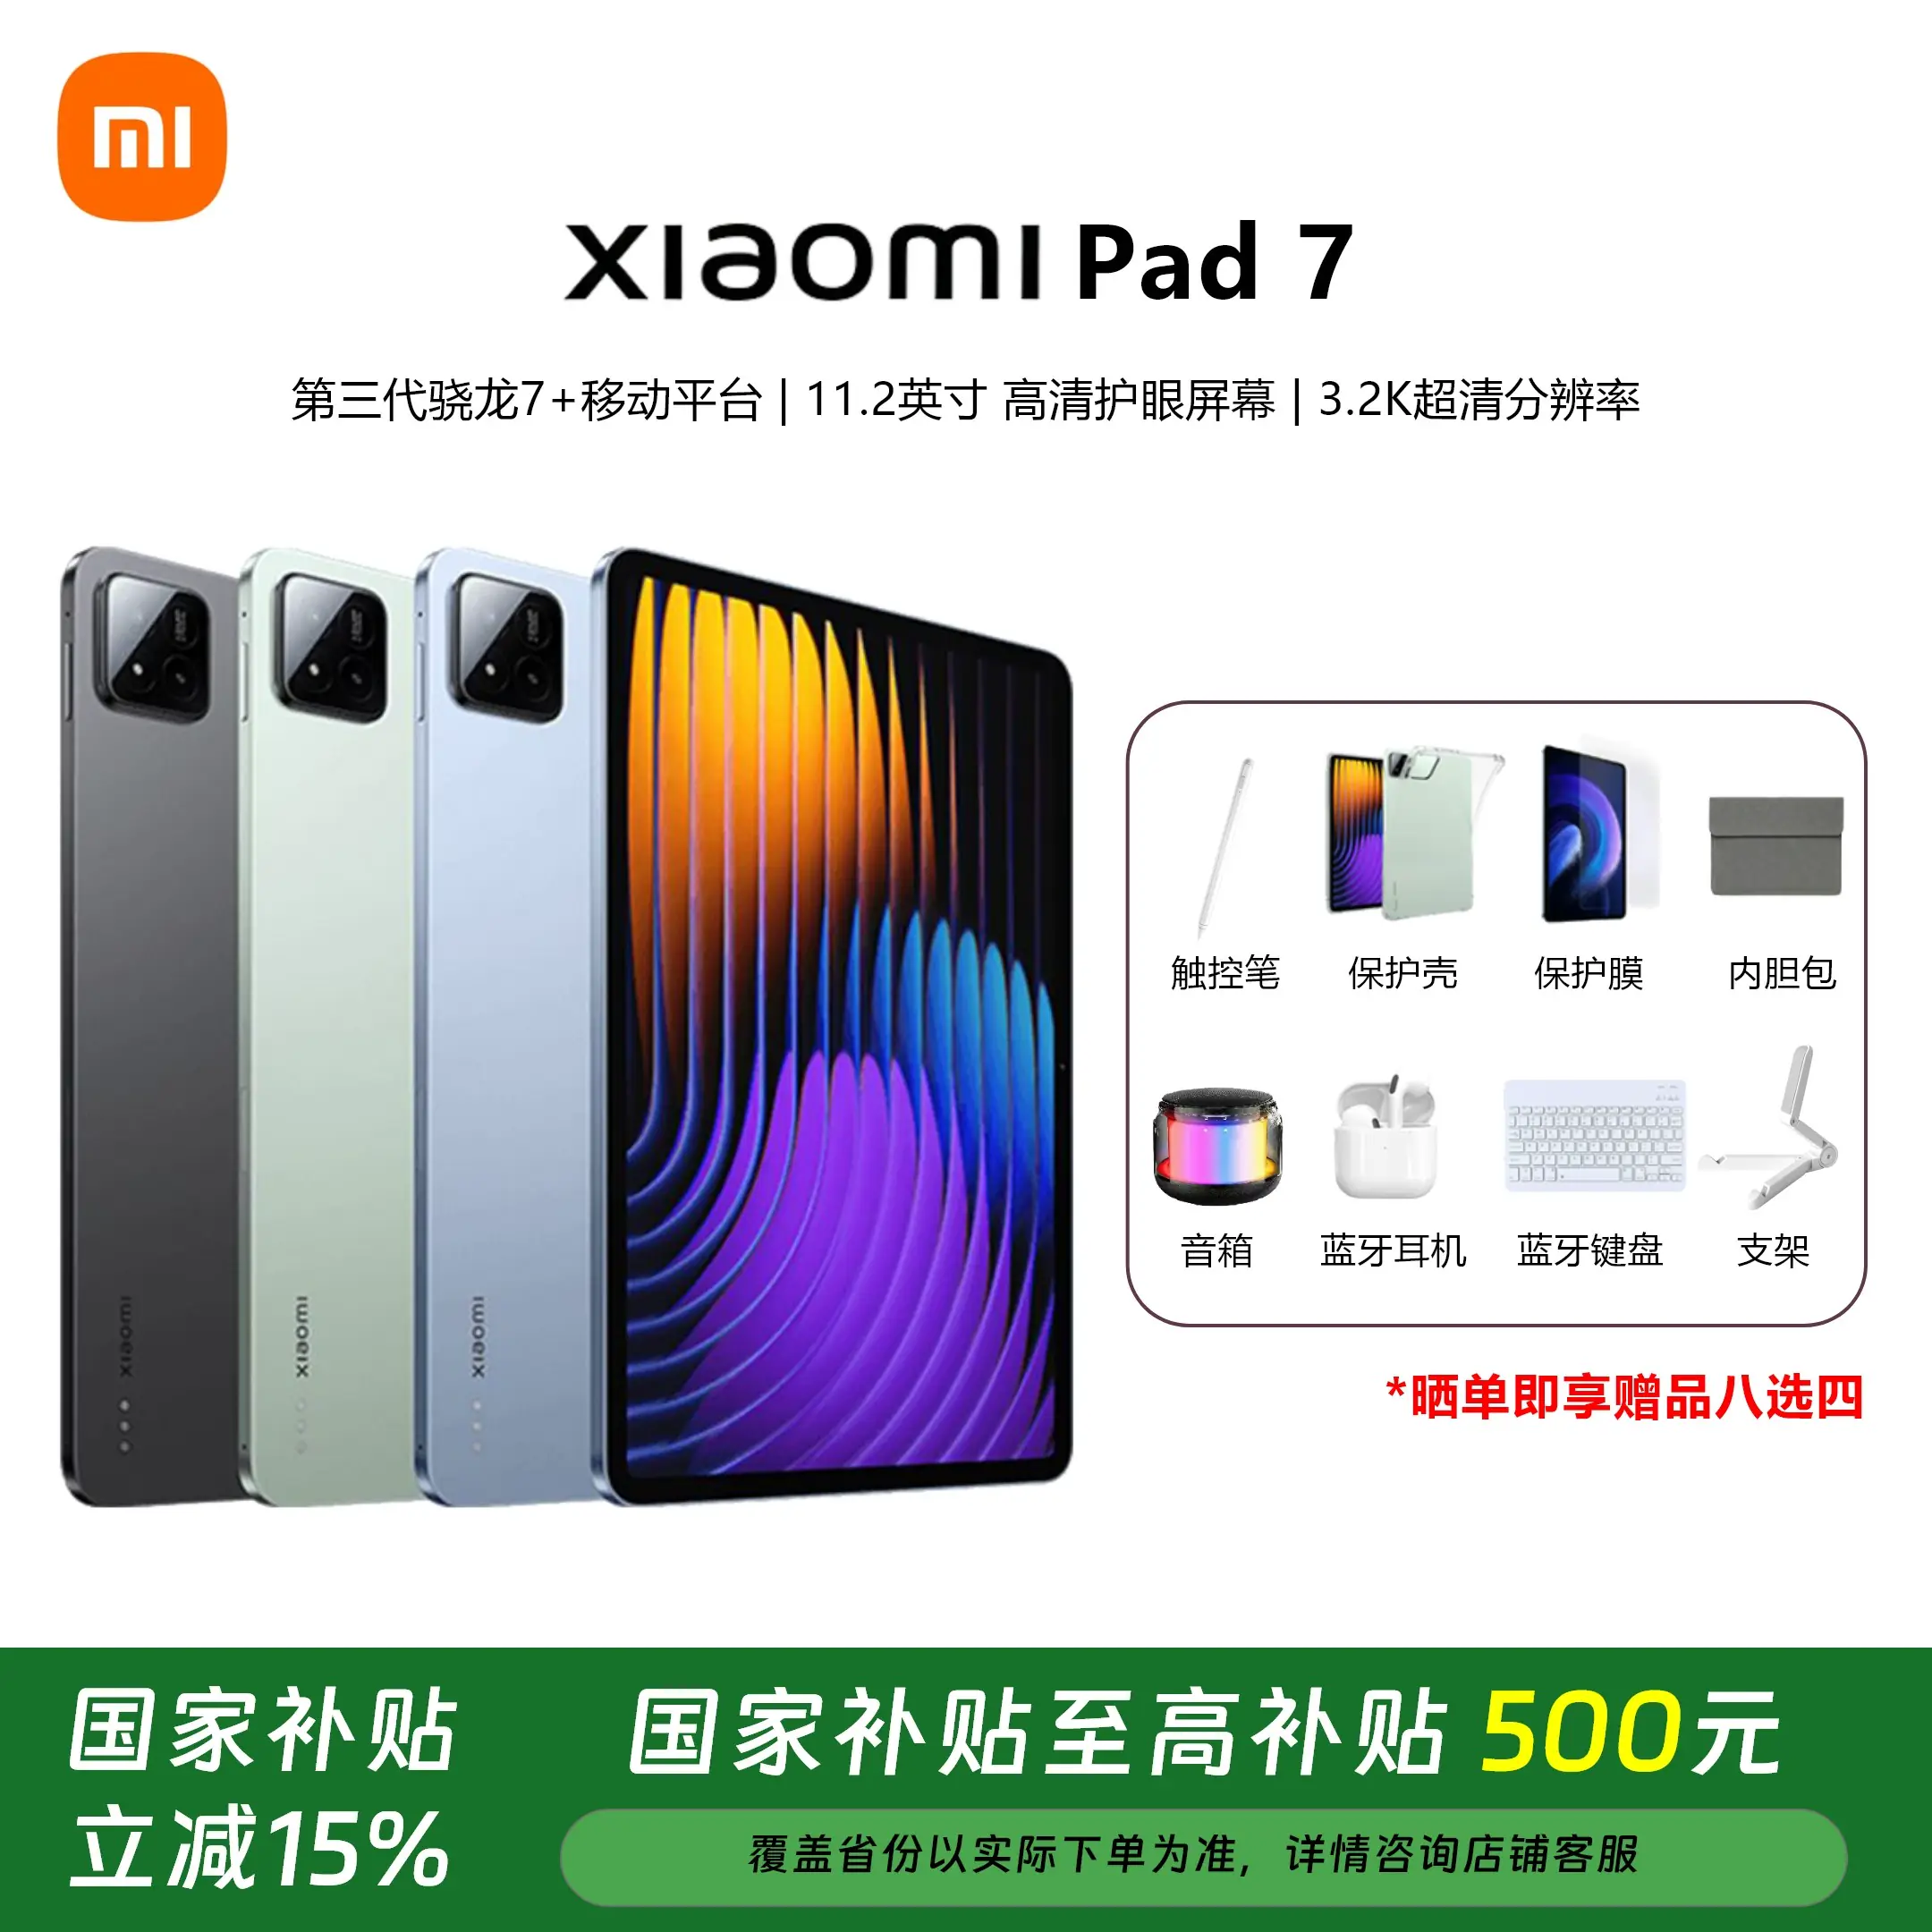 mi
xiaomi Pad 7
第三代骁龙7+移动平台 | 11.2英寸 高清护眼屏幕 | 3.2K超清分辨率
xiaomi
xiaomi
xiaomi
触控笔 保护壳 保护膜 内胆包
音箱 蓝牙耳机 蓝牙键盘 支架
*晒单即享赠品八选四
国家补贴
立减15%
国家补贴至高补贴 500元
覆盖省份以实际下单为准，详情咨询店铺客服